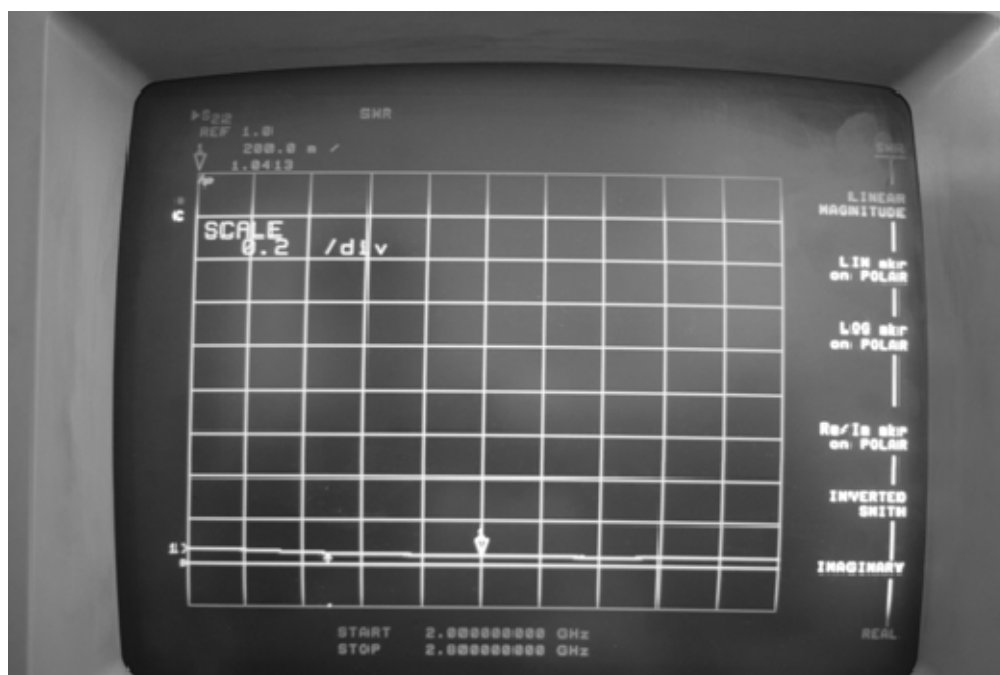 S22 SWR
REF 1.0
200.0 m /
1.0413
SWR
C
SCALE
0.2 /div
LINEAR
MAGNITUDE
LIN mkr
on POLAR
LOG mkr
on POLAR
Re/Im mkr
on POLAR
INVERTED
SMITH
1>
IMAGINARY
START 2.000000000 GHz
STOP 2.800000000 GHz
REAL